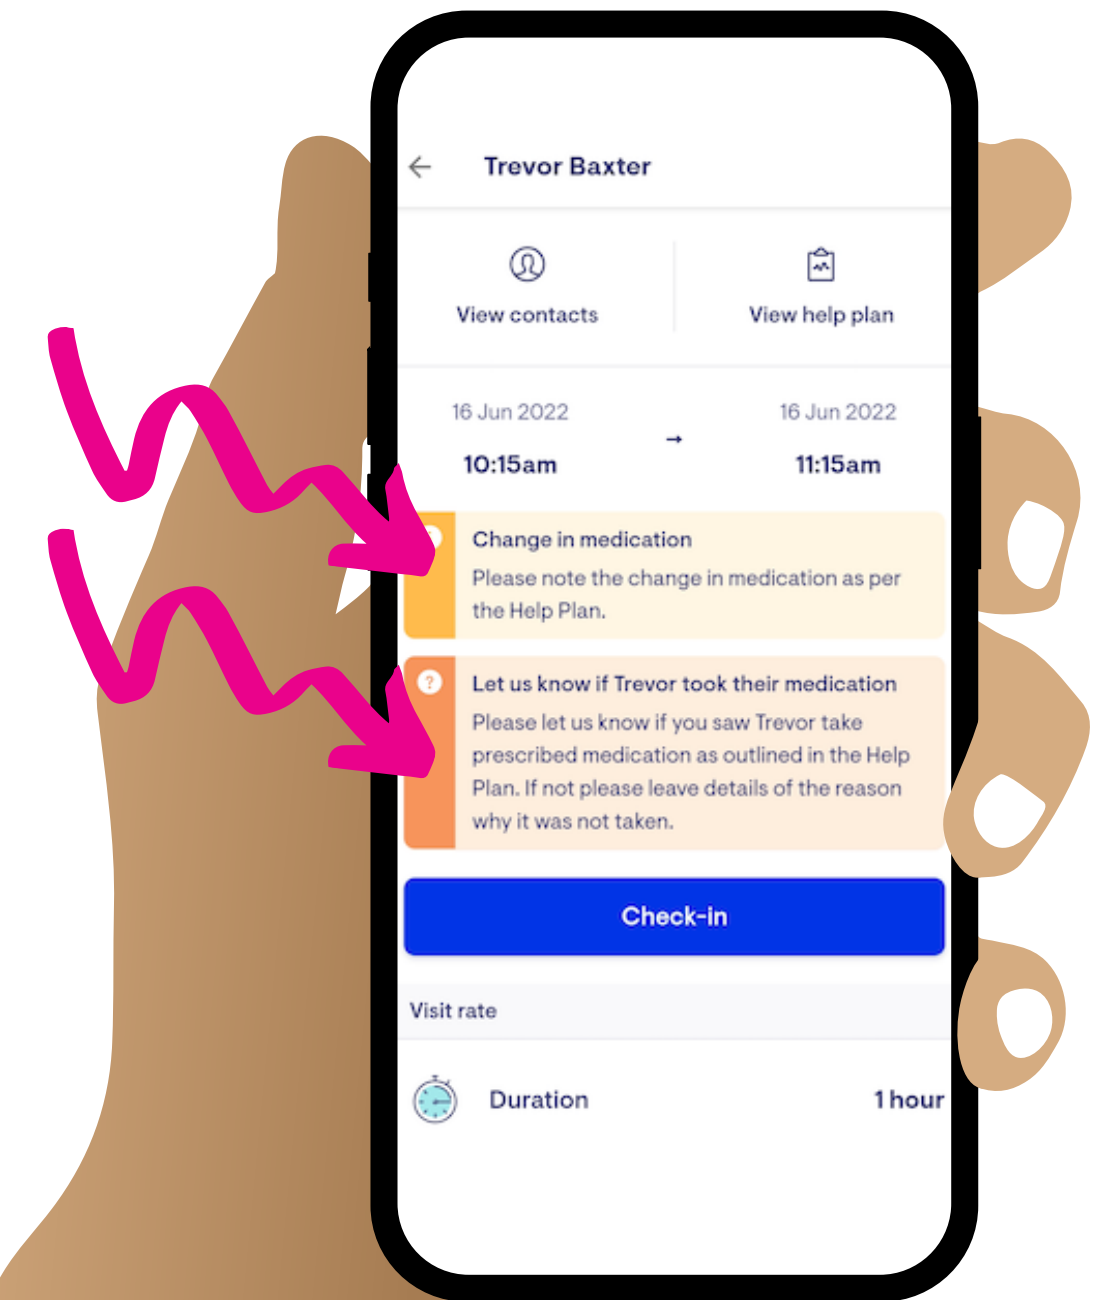 Trevor Baxter
View contacts
View help plan
16 Jun 2022
16 Jun 2022
→
10:15am
11:15am
Change in medication
Please note the change in medication as per
the Help Plan.
?
Let us know if Trevor took their medication
Please let us know if you saw Trevor take
prescribed medication as outlined in the Help
Plan. If not please leave details of the reason
why it was not taken.
Check-in
Visit rate
Duration
1 hour